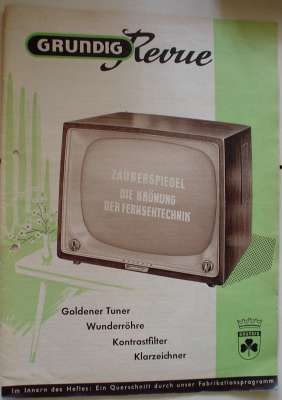 GRUNDIG Revue
ZAUBERSPIEGEL
DIE KRÖNUNG
DER FERNSEHTECHNIK
Goldener Tuner
Wunderröhre
Kontrastfilter
Klarzeichner
GRUNDIG
Im Innern des Heftes: Ein Querschnitt durch unser Fabrikationsprogramm